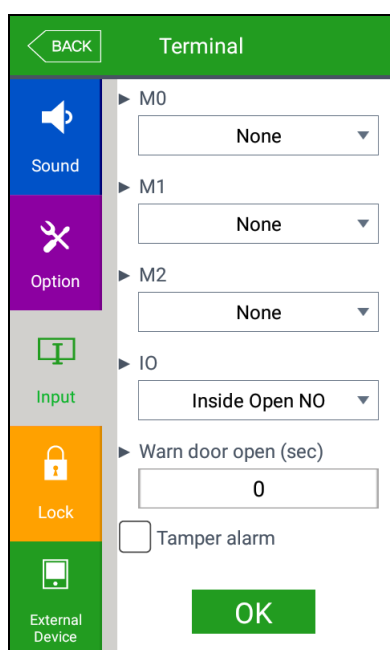 BACK
Terminal
Sound
Option
Input
Lock
External
Device
M0
None
M1
None
M2
None
IO
Inside Open NO
Warn door open (sec)
0
Tamper alarm
OK